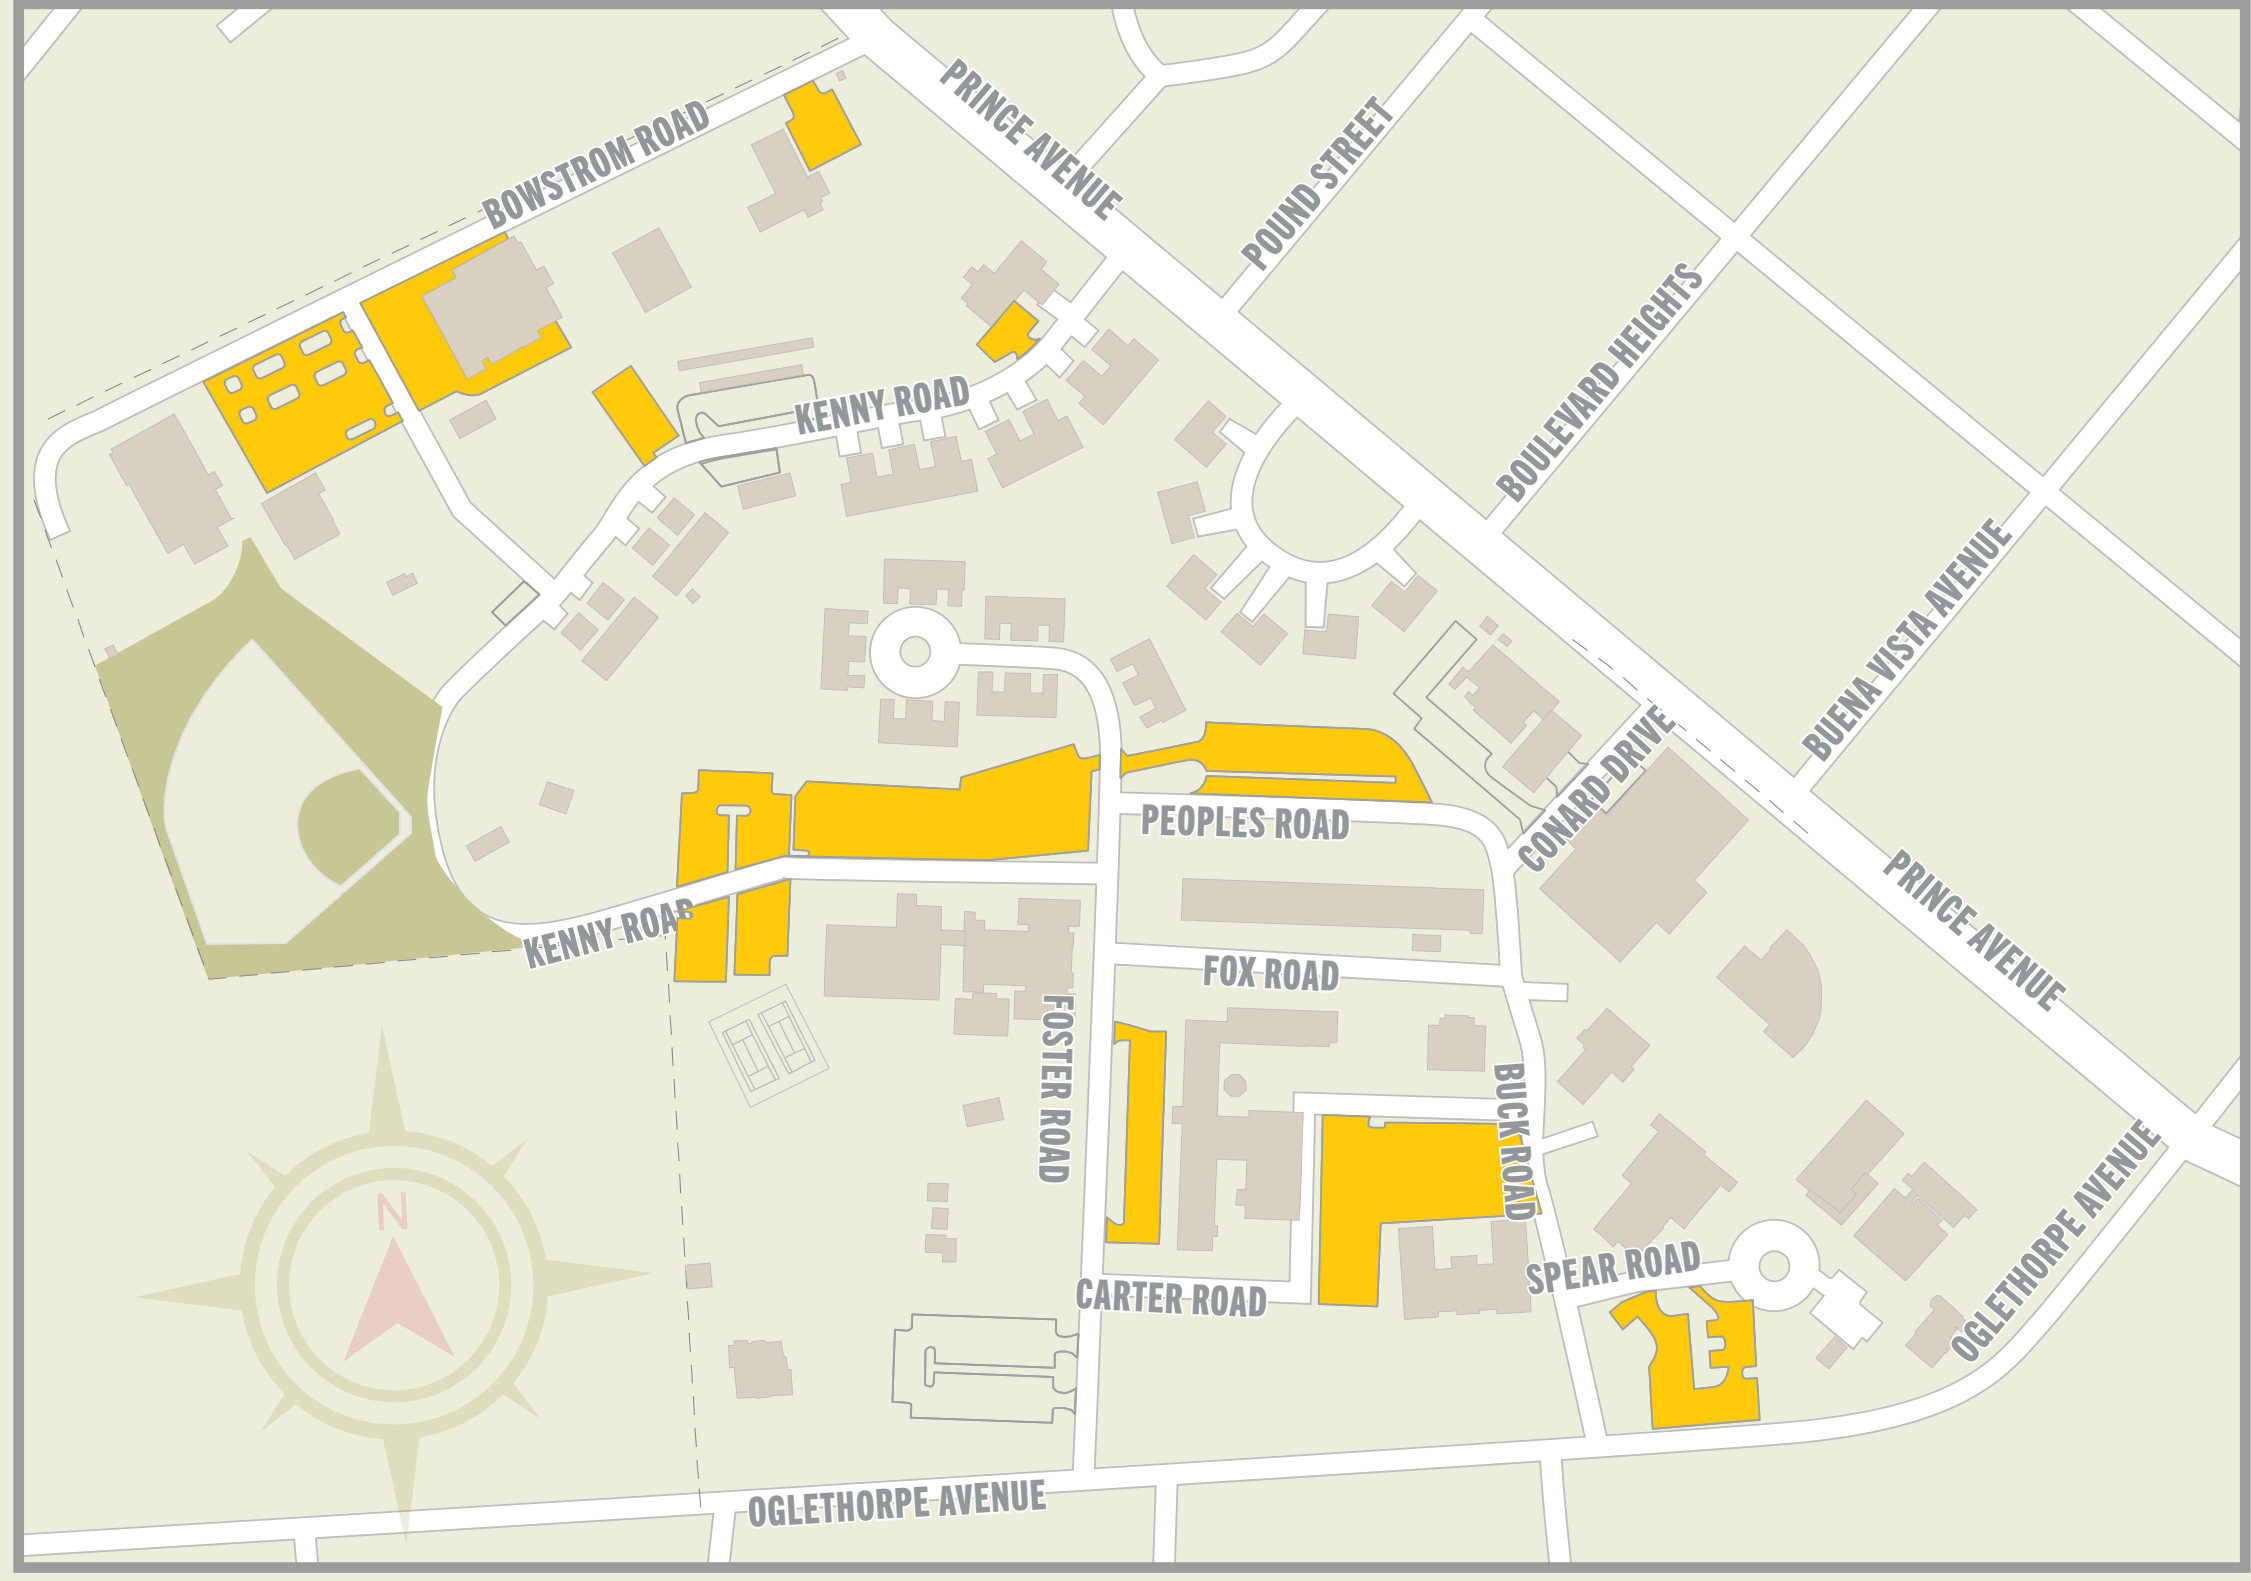 PRINCE AVENUE
BOWSTROM ROAD
POUND STREET
BOULEVARD HEIGHTS
KENNY ROAD
BUENA VISTA AVENUE
CONARD DRIVE
PEOPLES ROAD
KENNY ROAD
PRINCE AVENUE
FOX ROAD
FOSTER ROAD
BUCK ROAD
N
OGLETHORPE AVENUE
SPEAR ROAD
CARTER ROAD
OGLETHORPE AVENUE